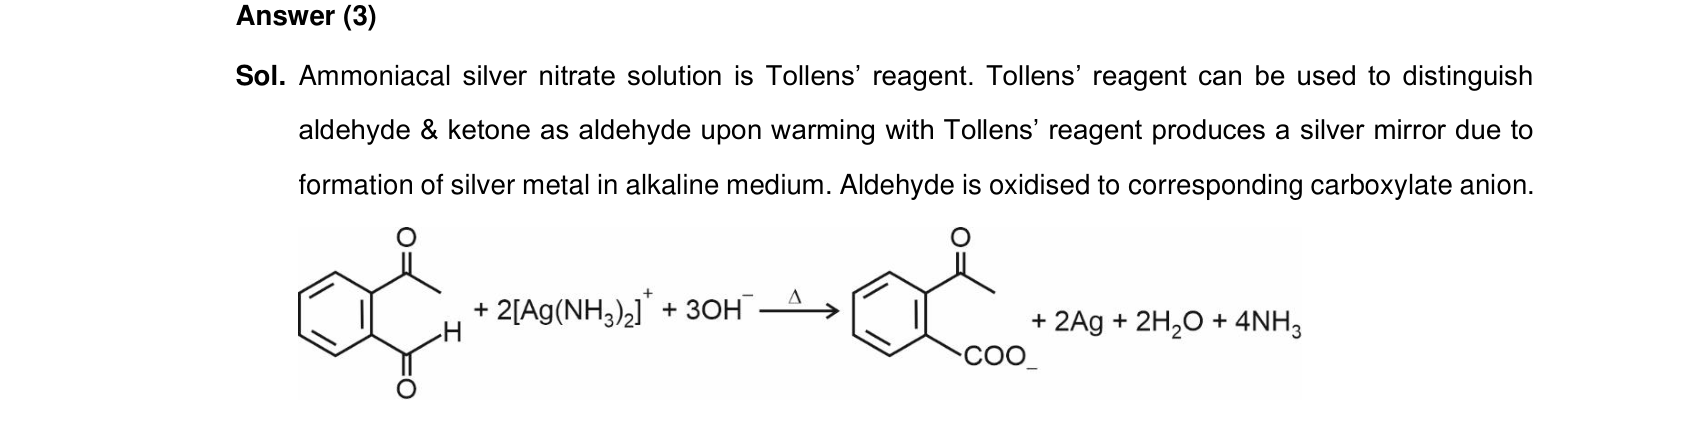 Answer (3)
Sol. Ammoniacal silver nitrate solution is Tollens’ reagent. Tollens’ reagent can be used to distinguish
aldehyde & ketone as aldehyde upon warming with Tollens’ reagent produces a silver mirror due to
formation of silver metal in alkaline medium. Aldehyde is oxidised to corresponding carboxylate anion.
O
H
O
+ 2[Ag(NH₃)₂]⁺ + 3OH⁻ Δ
O
COO⁻
+ 2Ag + 2H₂O + 4NH₃